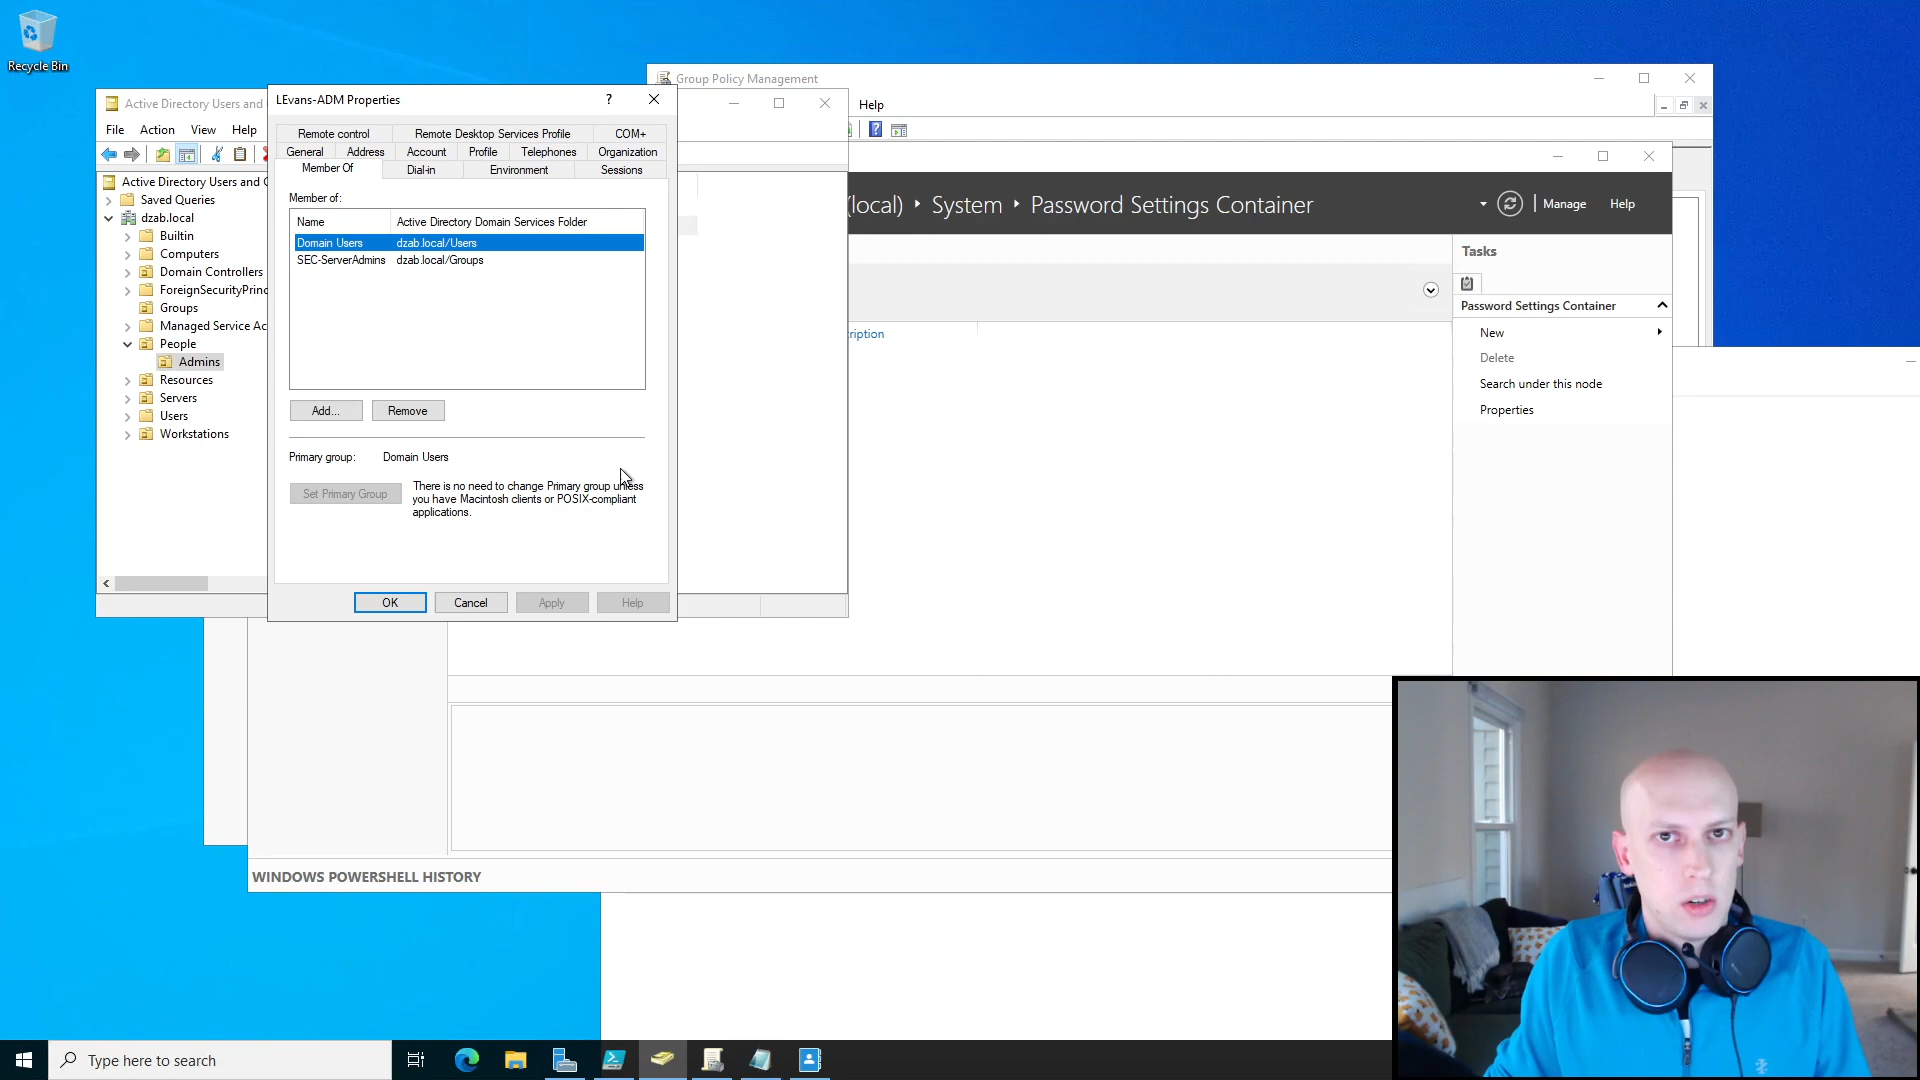 Recycle Bin
Group Policy Management
Help
Active Directory Users and
File Action View Help
LEvans-ADM Properties
?
Remote control Remote Desktop Services Profile COM+
General Address Account Profile Telephones Organization
Member Of Dial-in Environment Sessions
Member of:
Name Active Directory Domain Services Folder
Domain Users dzab.local/Users
SEC-ServerAdmins dzab.local/Groups
Add... Remove
Primary group: Domain Users
Set Primary Group
There is no need to change Primary group unless
you have Macintosh clients or POSIX-compliant
applications.
OK Cancel Apply Help
Active Directory Users and C
Saved Queries
dzab.local
Builtin
Computers
Domain Controllers
ForeignSecurityPrinc
Groups
Managed Service Ac
People
Admins
Resources
Servers
Users
Workstations
(local) System Password Settings Container
Manage Help
ription
Tasks
Password Settings Container
New
Delete
Search under this node
Properties
WINDOWS POWERSHELL HISTORY
Type here to search